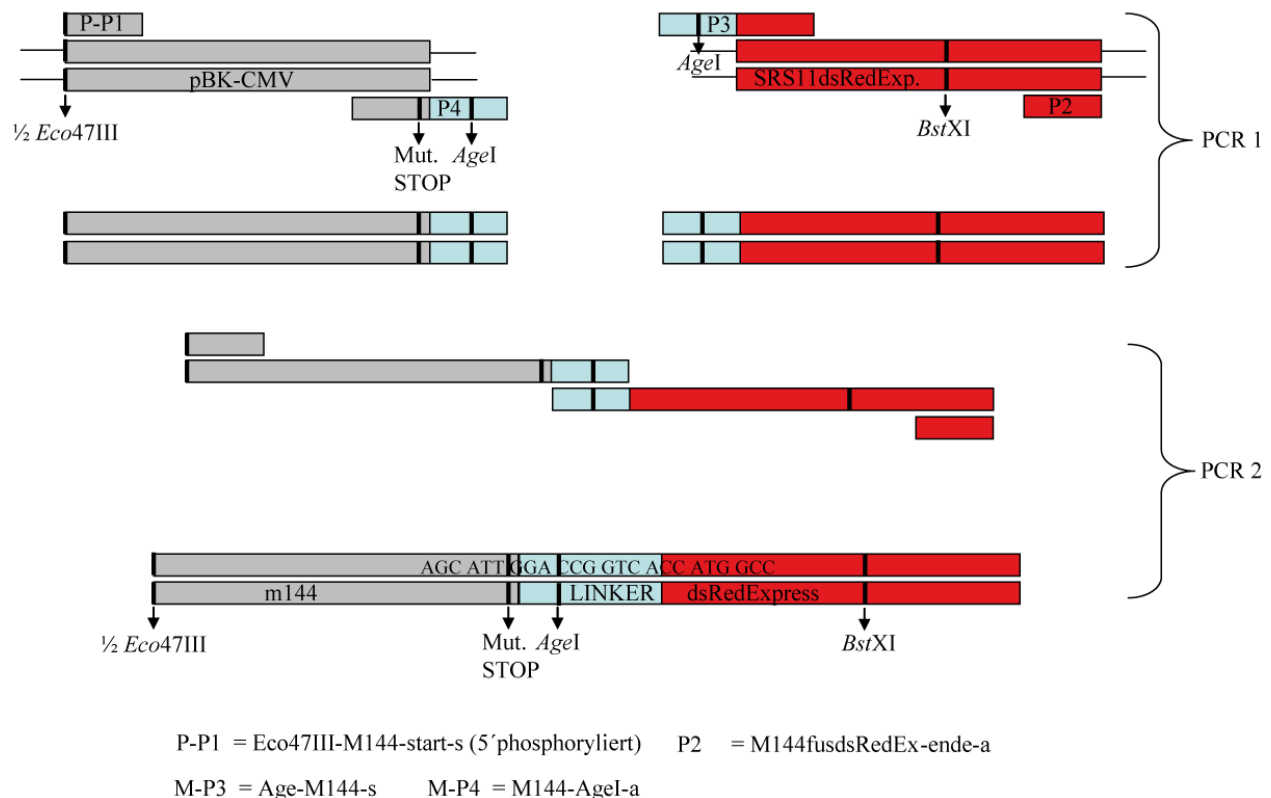 P-P1
P3
AgeI
pBK-CMV
SRS11dsRedExp.
P4
P2
½ Eco47III
BstXI
Mut.
STOP
AgeI
PCR 1
PCR 2
AGC ATT GGA CCG GTC ACC ATG GCC
m144
LINKER
dsRedExpress
½ Eco47III
Mut.
STOP
AgeI
BstXI
P-P1 = Eco47III-M144-start-s (5´phosphoryliert) P2 = M144fusdsRedEx-ende-a
M-P3 = Age-M144-s M-P4 = M144-AgeI-a